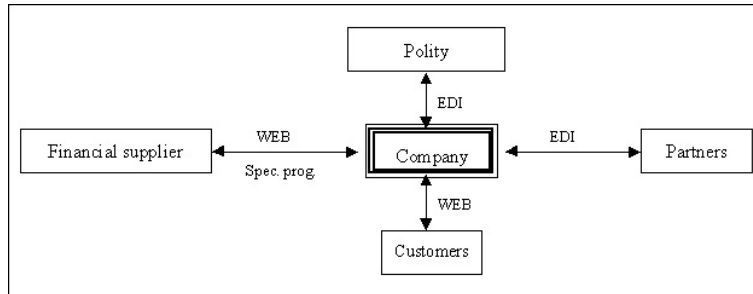 Polity
EDI
Financial supplier
WEB
Spec. prog.
Company
EDI
Partners
WEB
Customers